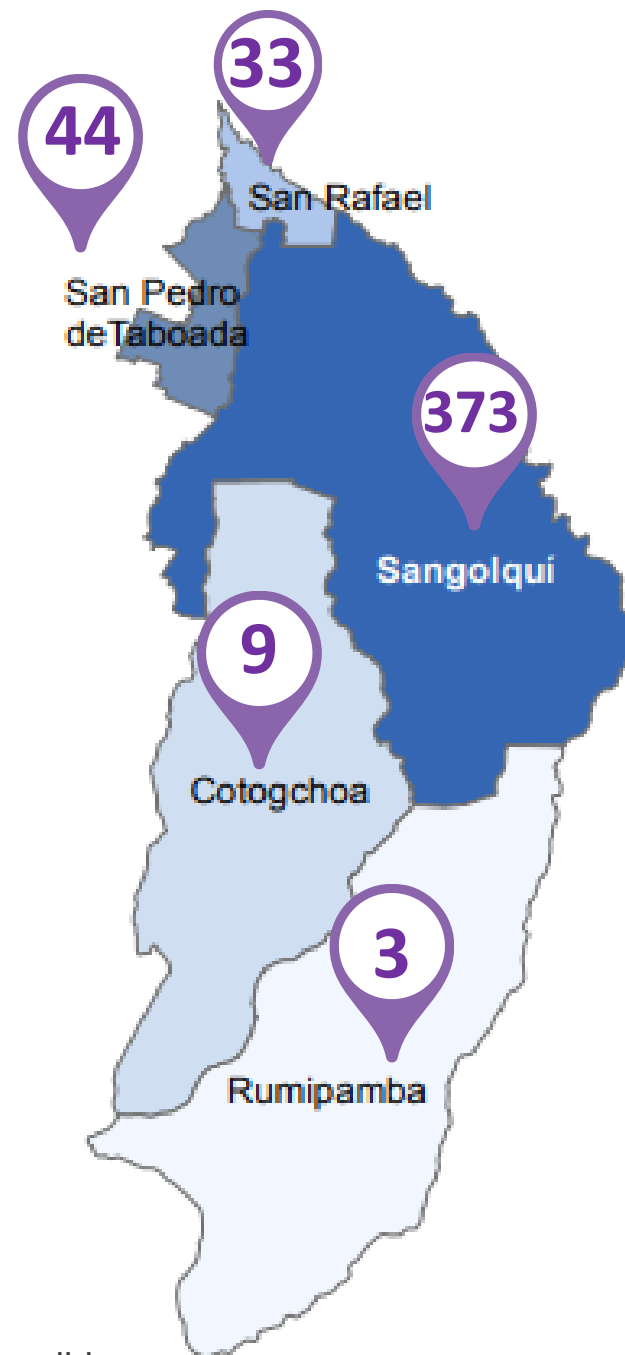 33
44
San Rafael
San Pedro
deTaboada
373
Sangolquí
9
Cotogchoa
3
Rumipamba